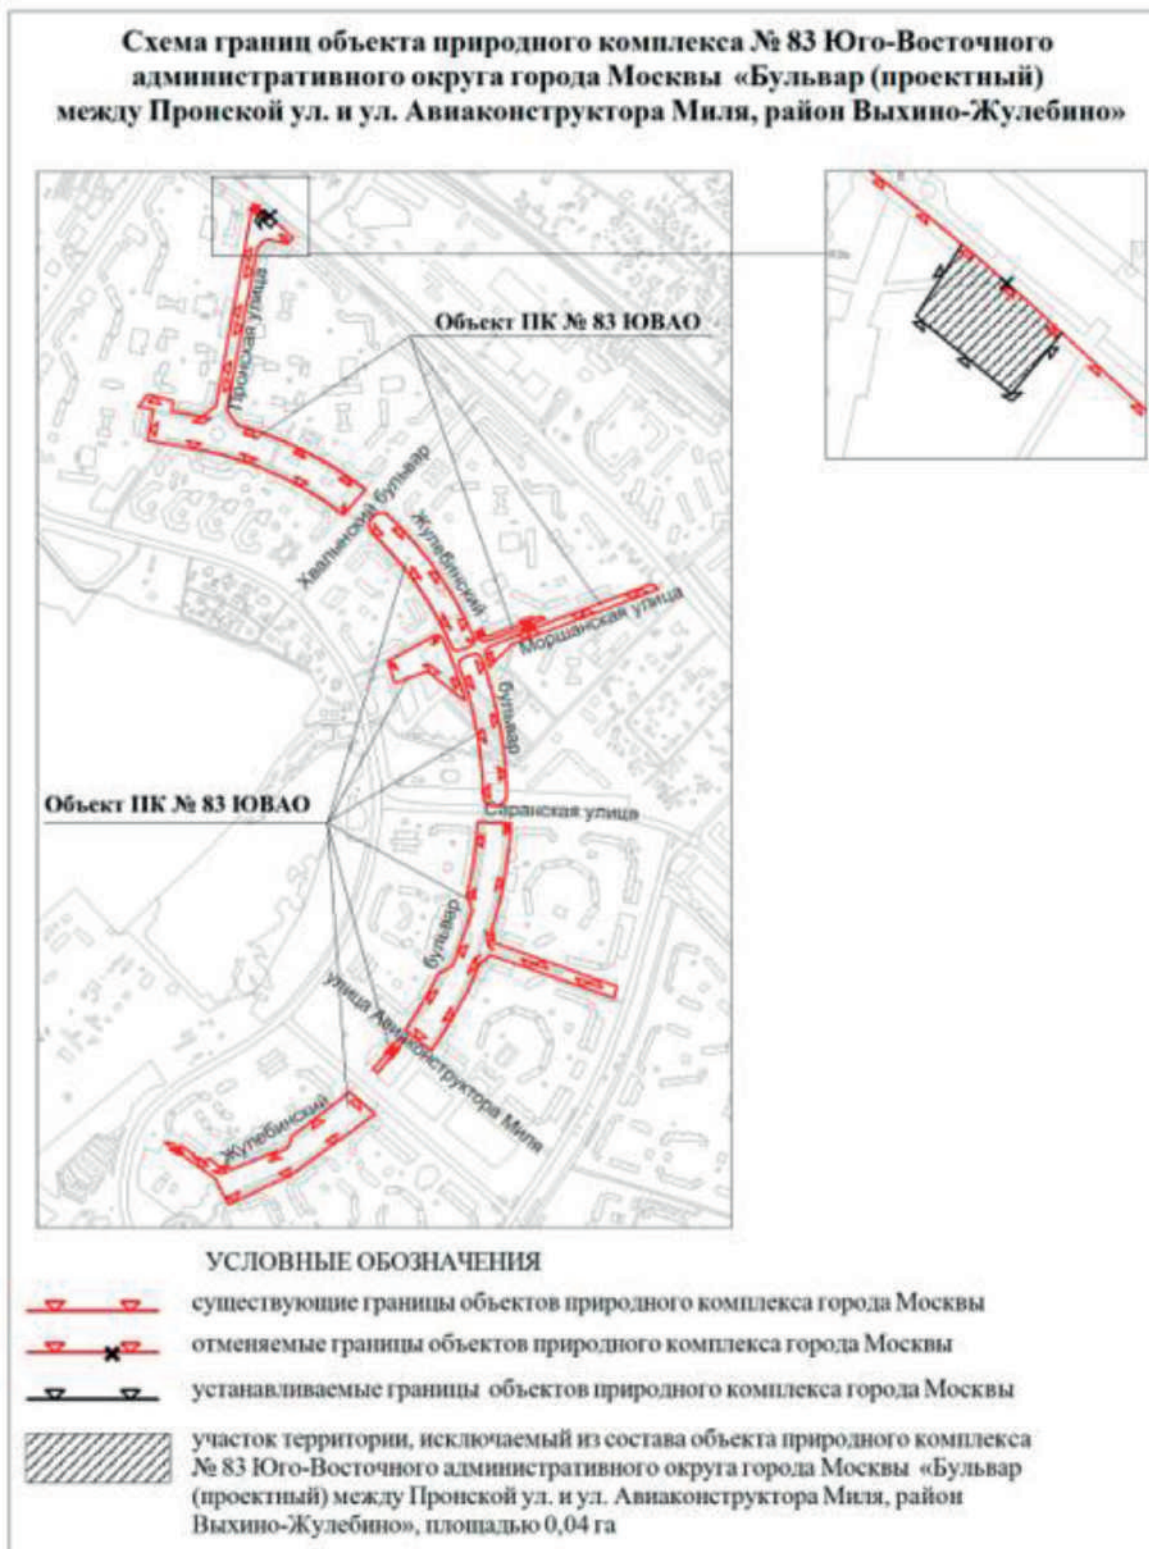 Схема границ объекта природного комплекса № 83 Юго-Восточного
административного округа города Москвы «Бульвар (проектный)
между Пронской ул. и ул. Авиаконструктора Миля, район Выхино-Жулебино»
Пронская улица
Объект ПК № 83 ЮВАО
Хвалынский бульвар
Жулебинский
Моршанская улица
бульвар
Объект ПК № 83 ЮВАО
Саранская улица
бульвар
улица Авиаконструктора Миля
Жулебинский
УСЛОВНЫЕ ОБОЗНАЧЕНИЯ
существующие границы объектов природного комплекса города Москвы
отменяемые границы объектов природного комплекса города Москвы
устанавливаемые границы объектов природного комплекса города Москвы
участок территории, исключаемый из состава объекта природного комплекса
№ 83 Юго-Восточного административного округа города Москвы «Бульвар
(проектный) между Пронской ул. и ул. Авиаконструктора Миля, район
Выхино-Жулебино», площадью 0,04 га